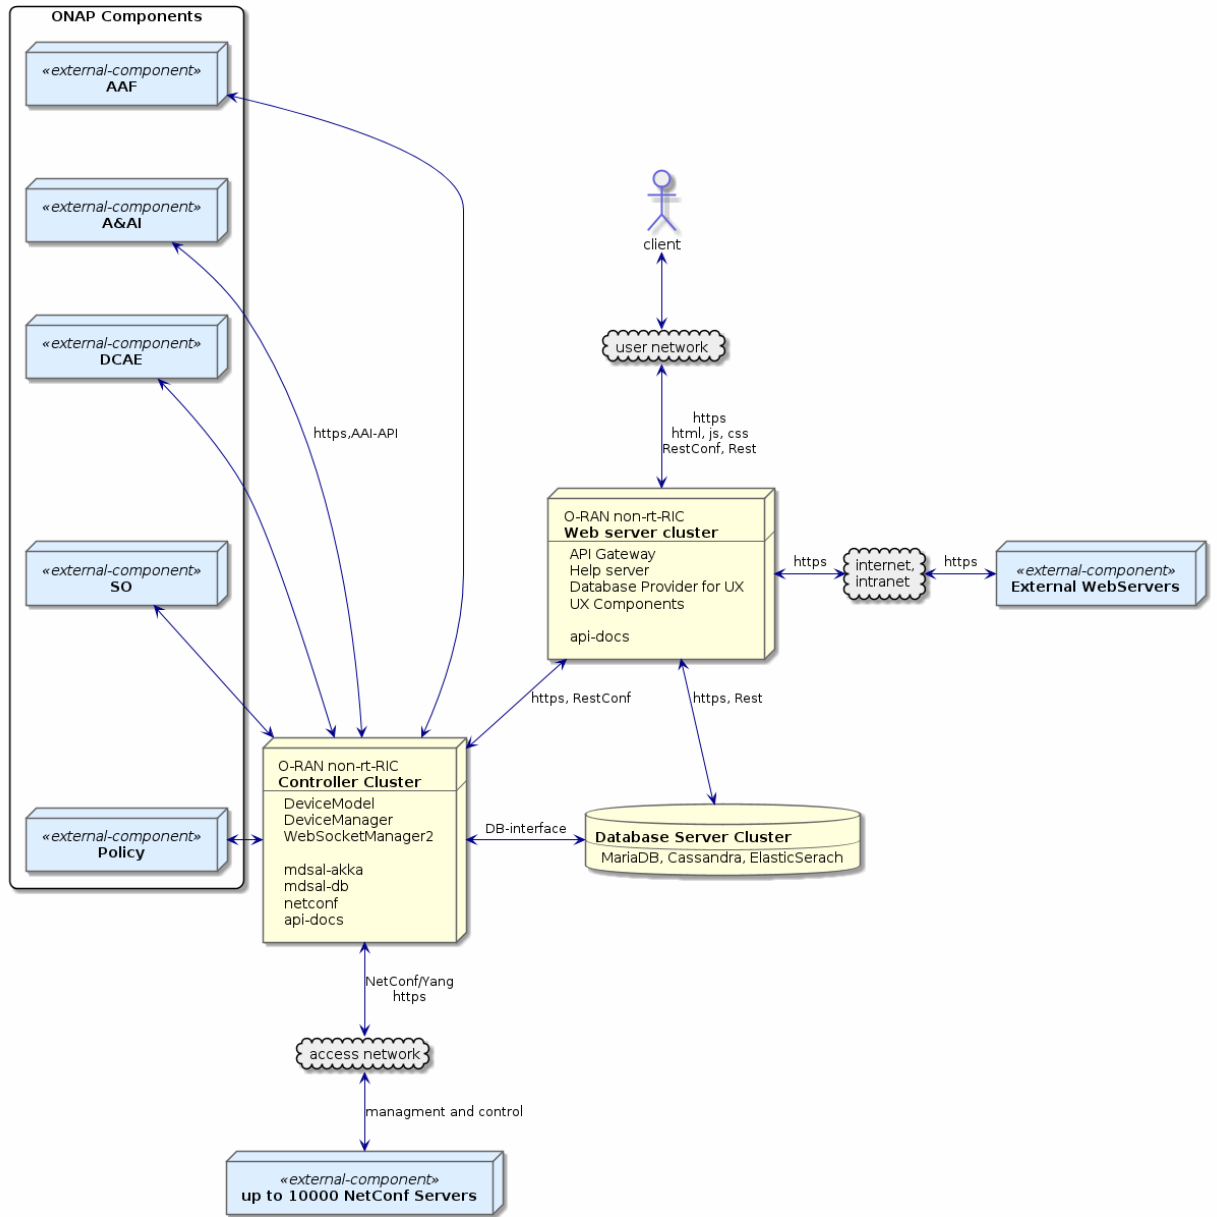 ONAP Components
«external-component»
AAF
«external-component»
A&AI
client
«external-component»
DCAE
user network
https,AAI-API
https
html, js, css
RestConf, Rest
O-RAN non-rt-RIC
Web server cluster
API Gateway
Help server
Database Provider for UX
UX Components
api-docs
https
internet,
intranet
https
«external-component»
External WebServers
«external-component»
SO
https, RestConf
https, Rest
O-RAN non-rt-RIC
Controller Cluster
DeviceModel
DeviceManager
WebSocketManager2
mdsal-akka
mdsal-db
netconf
api-docs
«external-component»
Policy
DB-interface
Database Server Cluster
MariaDB, Cassandra, ElasticSerach
NetConf/Yang
https
access network
managment and control
«external-component»
up to 10000 NetConf Servers